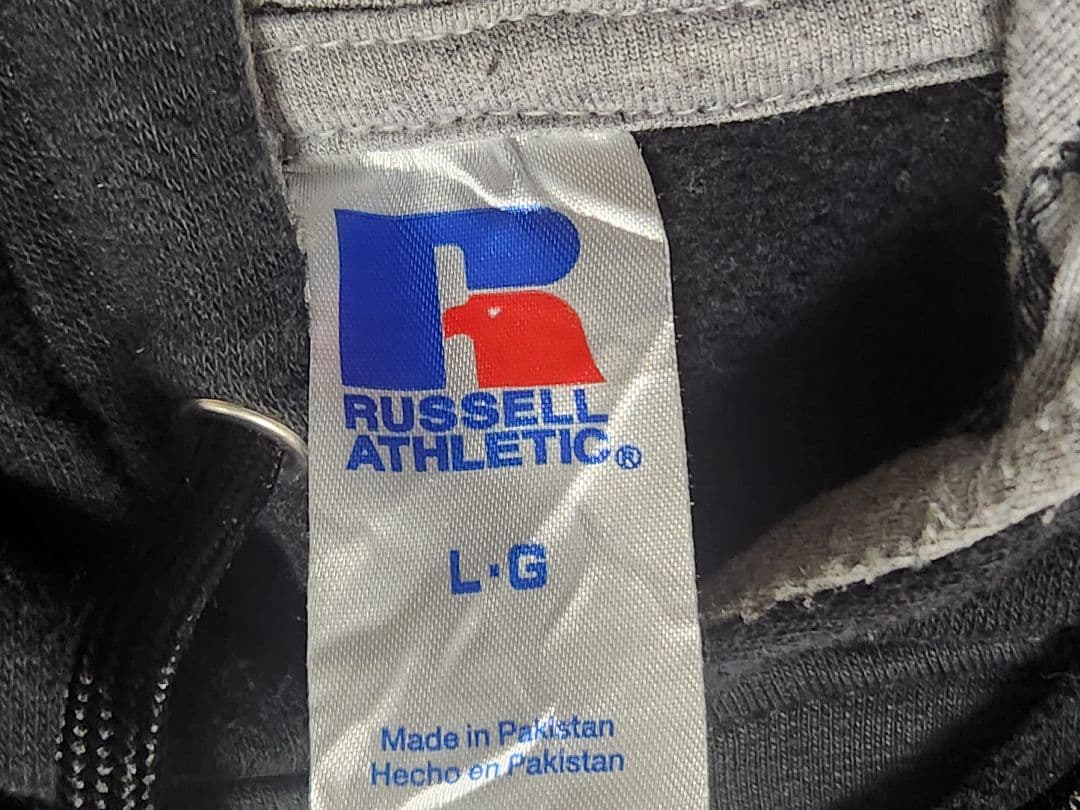 R
RUSSELL
ATHLETIC®
L·G
Made in Pakistan
Hecho en Pakistan